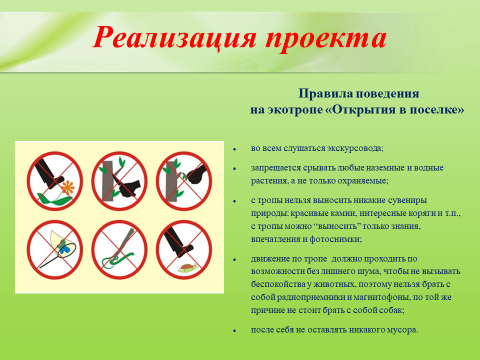 Реализация проекта
Правила поведения
на экотропе «Открытия в поселке»
• во всем слушаться экскурсовода;
• запрещается срывать любые наземные и водные
растения, а не только охраняемые;
• с тропы нельзя выносить никакие сувениры
природы: красивые камни, интересные коряги и т.п.,
с тропы можно “выносить” только знания,
впечатления и фотоснимки;
• движение по тропе должно проходить по
возможности без лишнего шума, чтобы не вызывать
беспокойства у животных, поэтому нельзя брать с
собой радиоприемники и магнитофоны, по той же
причине не стоит брать с собой собак;
• после себя не оставлять никакого мусора.